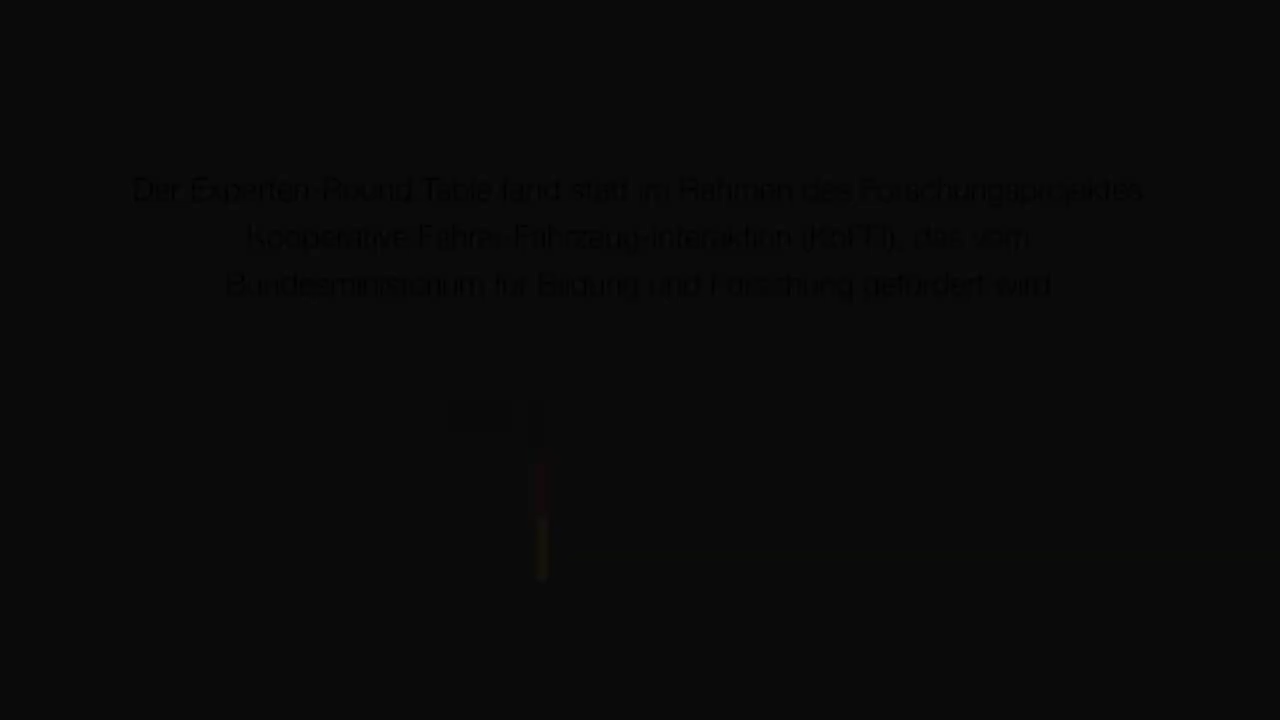 Der Experten-Round Table fand statt im Rahmen des Forschungsprojektes
Kooperative Fahrer-Fahrzeug-Interaktion (KoFFI), das vom
Bundesministerium für Bildung und Forschung gefördert wird